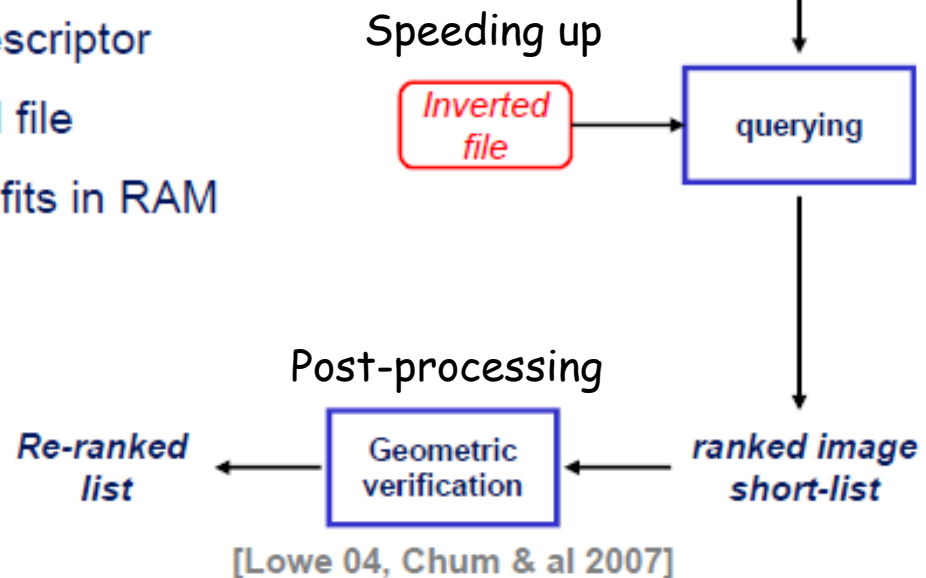 escriptor
file
fits in RAM
Speeding up
Inverted
file
querying
Post-processing
Re-ranked
list
Geometric
verification
ranked image
short-list
[Lowe 04, Chum & al 2007]